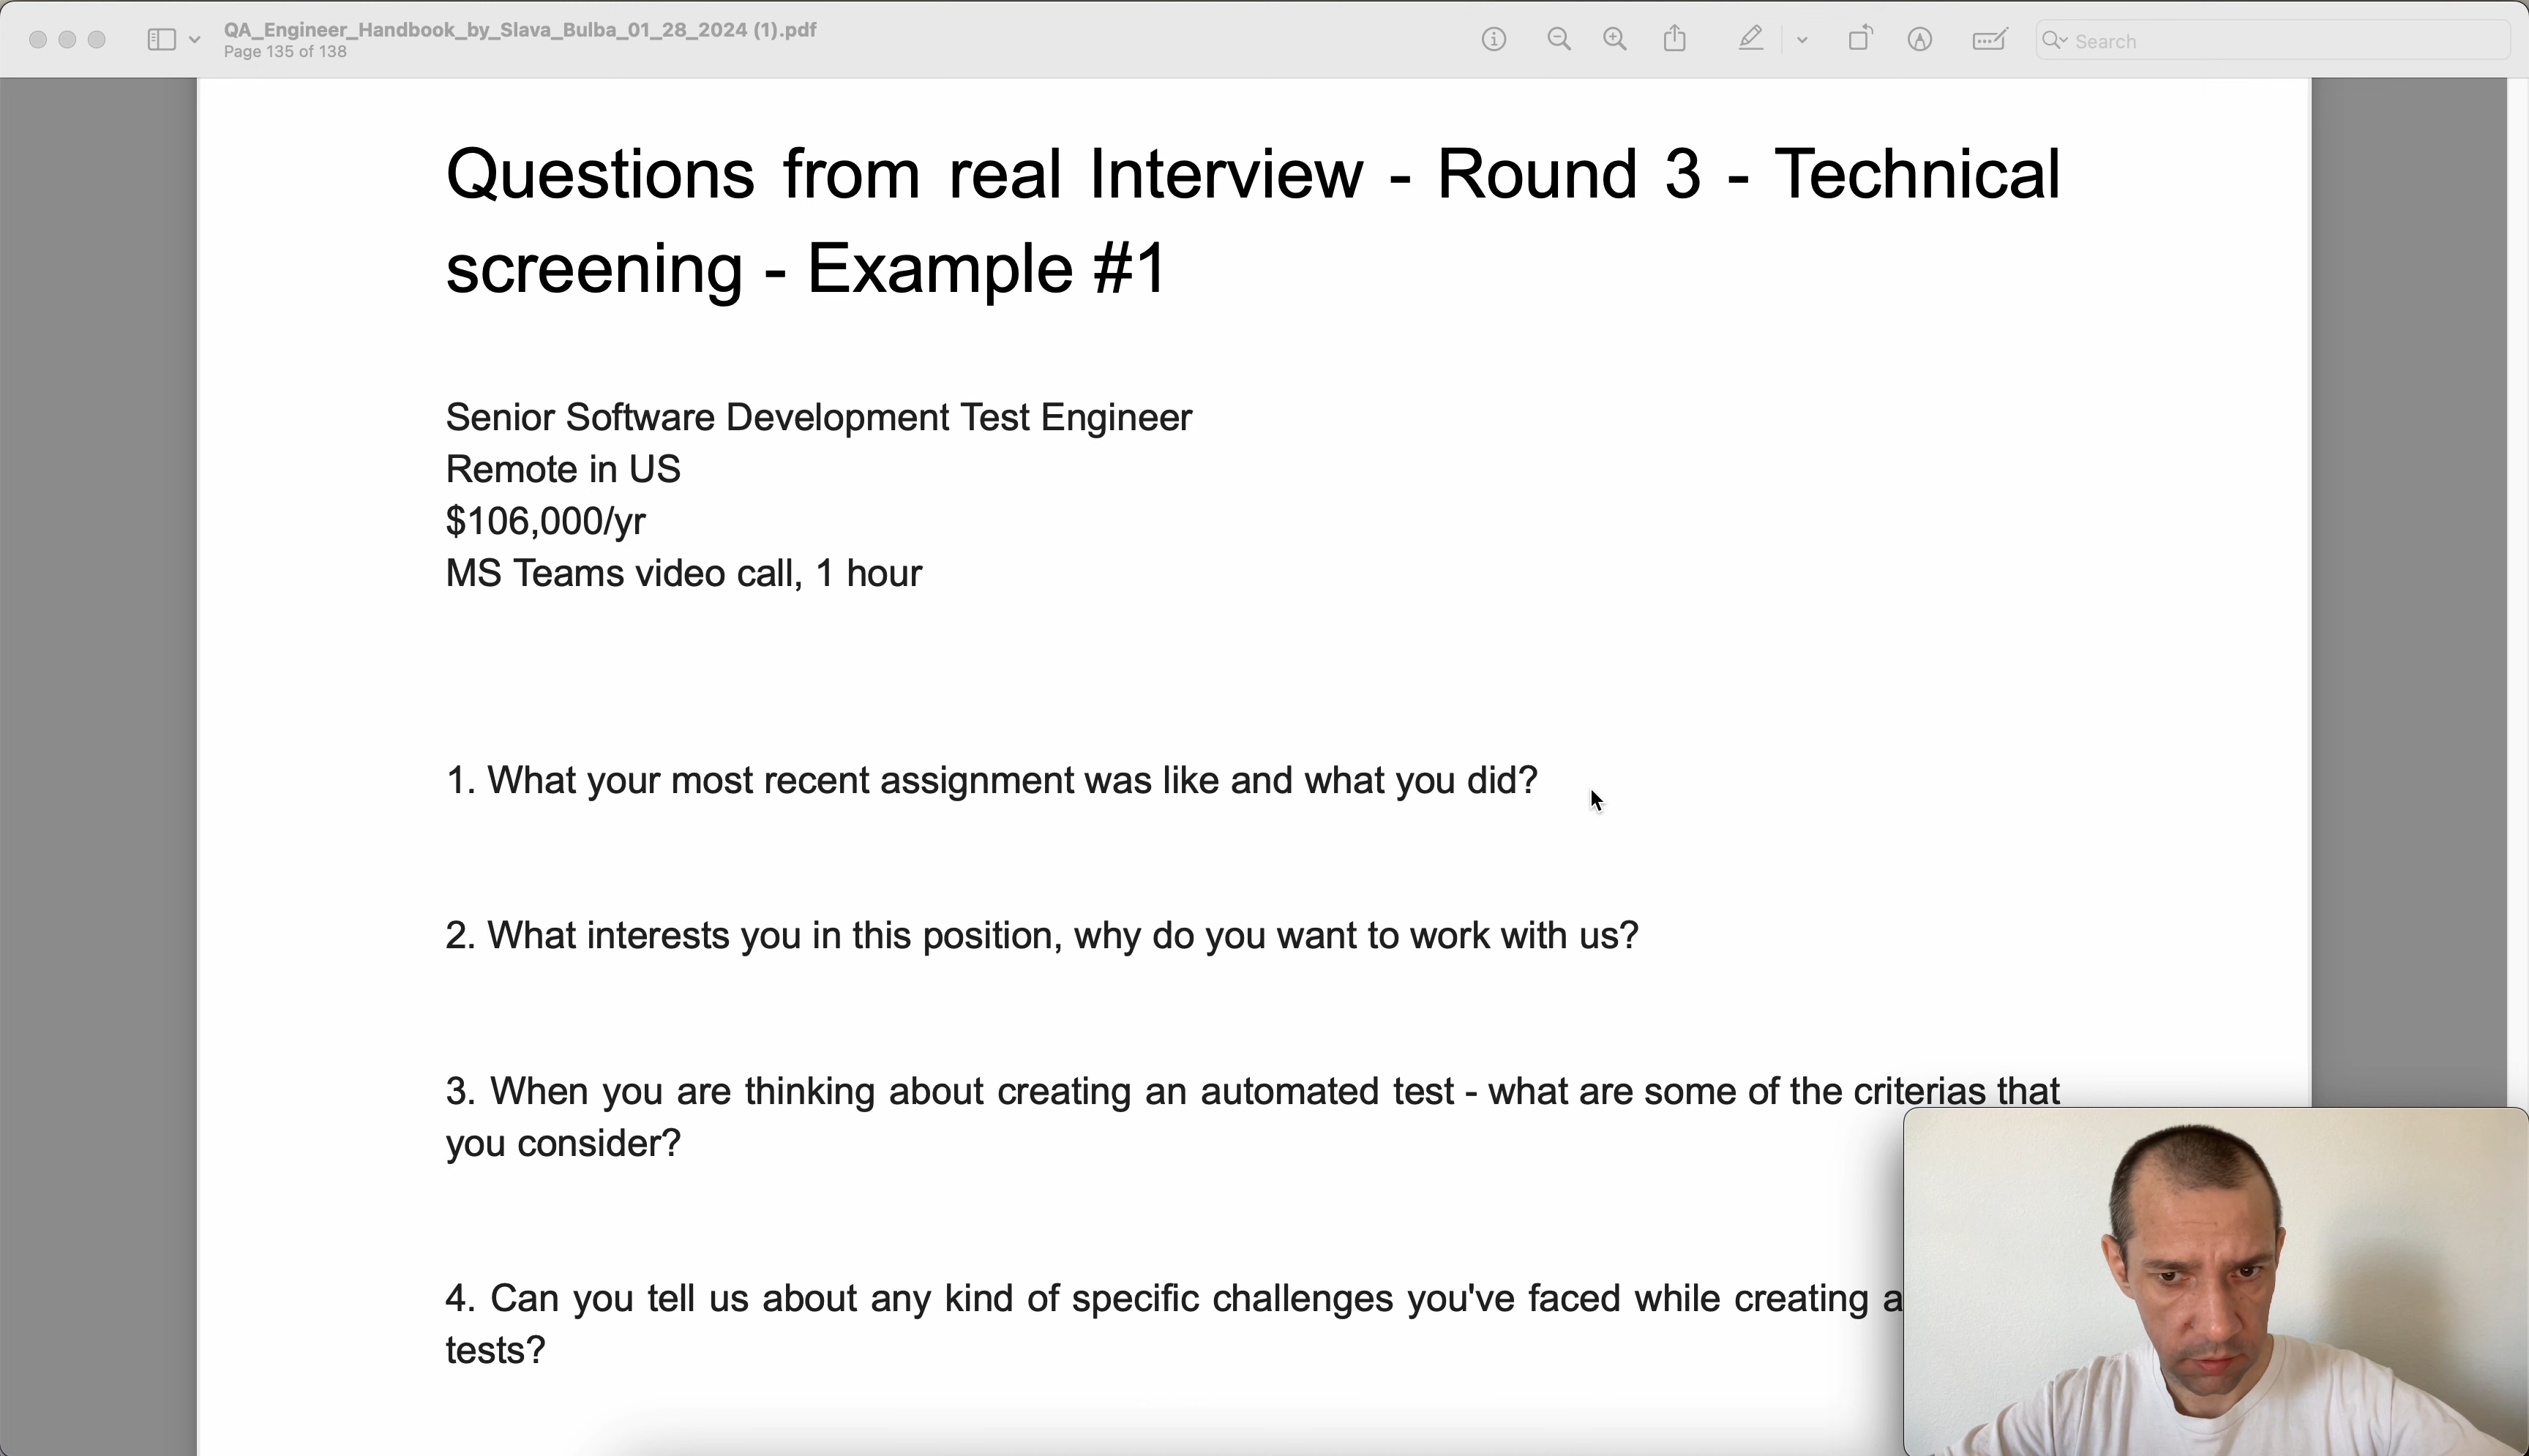 QA_Engineer_Handbook_by_Slava_Bulba_01_28_2024 (1).pdf
Page 135 of 138
Search
Questions from real Interview - Round 3 - Technical
screening - Example #1
Senior Software Development Test Engineer
Remote in US
$106,000/yr
MS Teams video call, 1 hour
1. What your most recent assignment was like and what you did?
2. What interests you in this position, why do you want to work with us?
3. When you are thinking about creating an automated test - what are some of the criterias that
you consider?
4. Can you tell us about any kind of specific challenges you've faced while creating
tests?